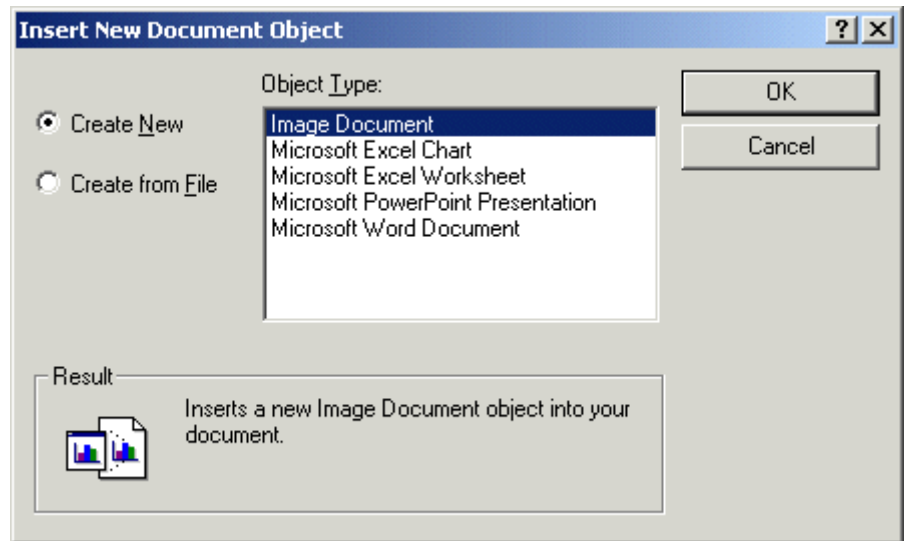 Insert New Document Object
Object Type:
Create New
Create from File
Image Document
Microsoft Excel Chart
Microsoft Excel Worksheet
Microsoft PowerPoint Presentation
Microsoft Word Document
OK
Cancel
Result
Inserts a new Image Document object into your
document.